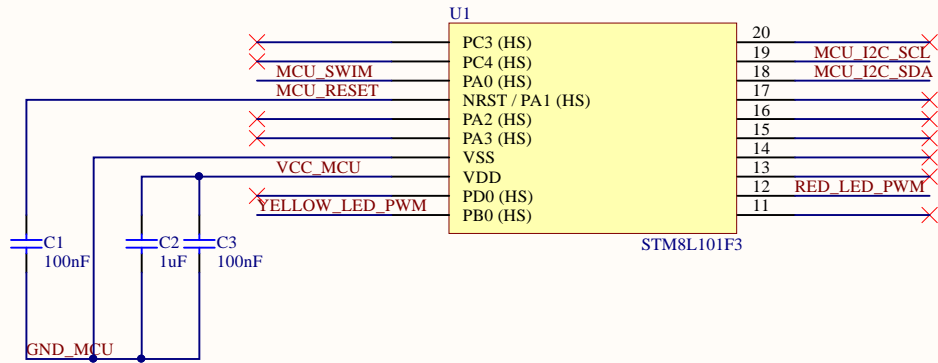 U1
PC3 (HS) 20
PC4 (HS) 19 MCU_I2C_SCL
MCU_SWIM PA0 (HS) 18 MCU_I2C_SDA
MCU_RESET NRST / PA1 (HS) 17
PA2 (HS) 16
PA3 (HS) 15
VSS 14
VCC_MCU VDD 13
PD0 (HS) 12 RED_LED_PWM
YELLOW_LED_PWM PB0 (HS) 11
STM8L101F3
C1 C2 C3
100nF 1uF 100nF
GND_MCU